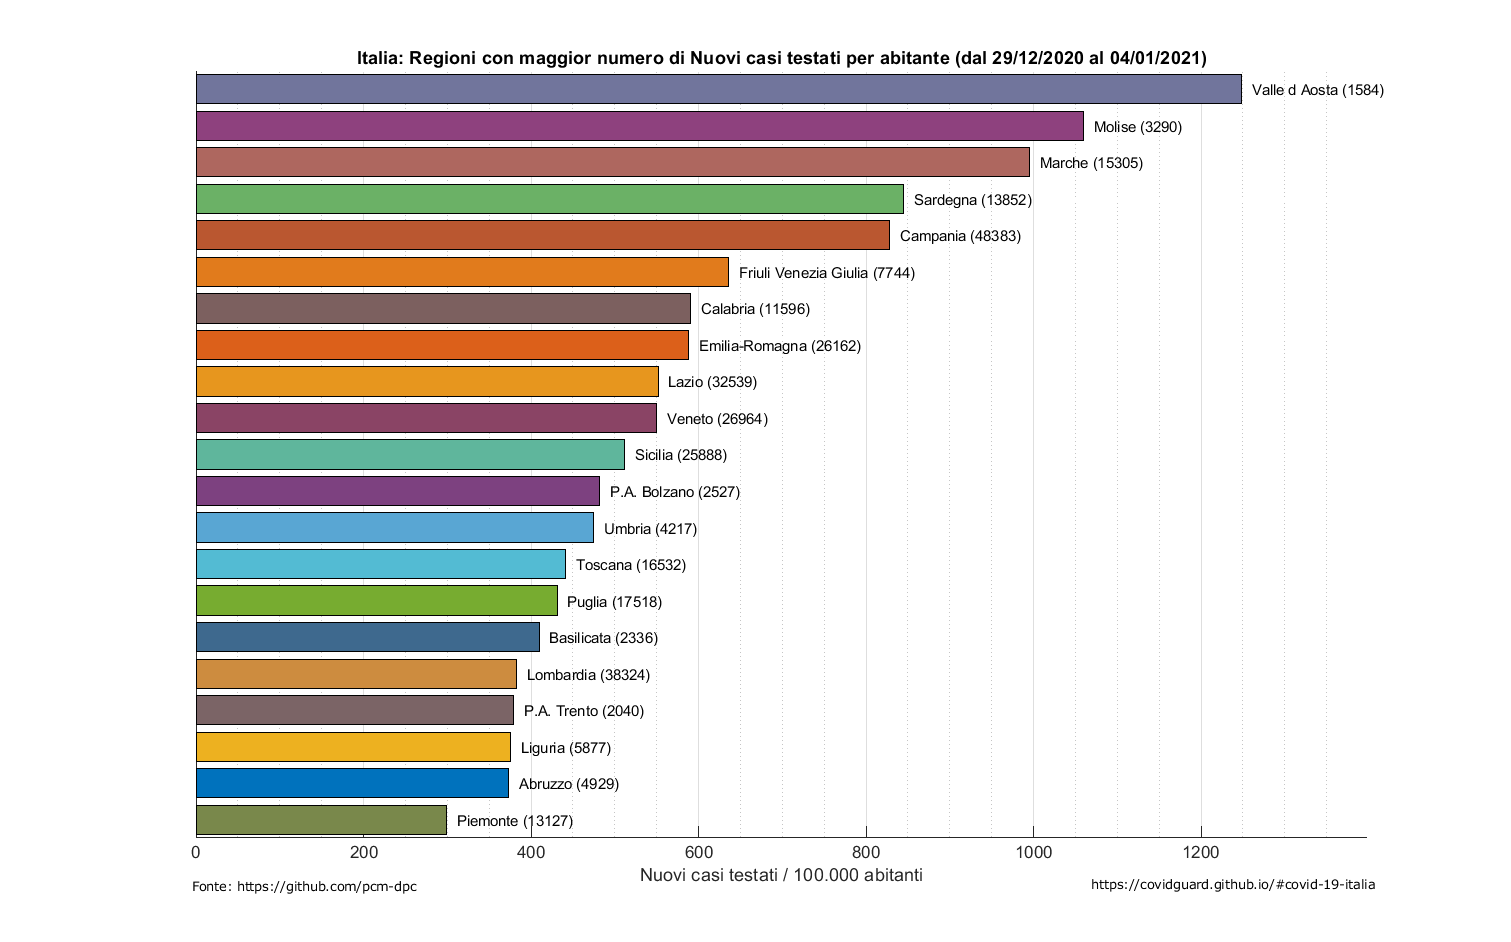 Italia: Regioni con maggior numero di Nuovi casi testati per abitante (dal 29/12/2020 al 04/01/2021)
Valle d Aosta (1584)
Molise (3290)
Marche (15305)
Sardegna (13852)
Campania (48383)
Friuli Venezia Giulia (7744)
Calabria (11596)
Emilia-Romagna (26162)
Lazio (32539)
Veneto (26964)
Sicilia (25888)
P.A. Bolzano (2527)
Umbria (4217)
Toscana (16532)
Puglia (17518)
Basilicata (2336)
Lombardia (38324)
P.A. Trento (2040)
Liguria (5877)
Abruzzo (4929)
Piemonte (13127)
0 200 400 600 800 1000 1200
Nuovi casi testati / 100.000 abitanti
Fonte: https://github.com/pcm-dpc
https://covidguard.github.io/#covid-19-italia